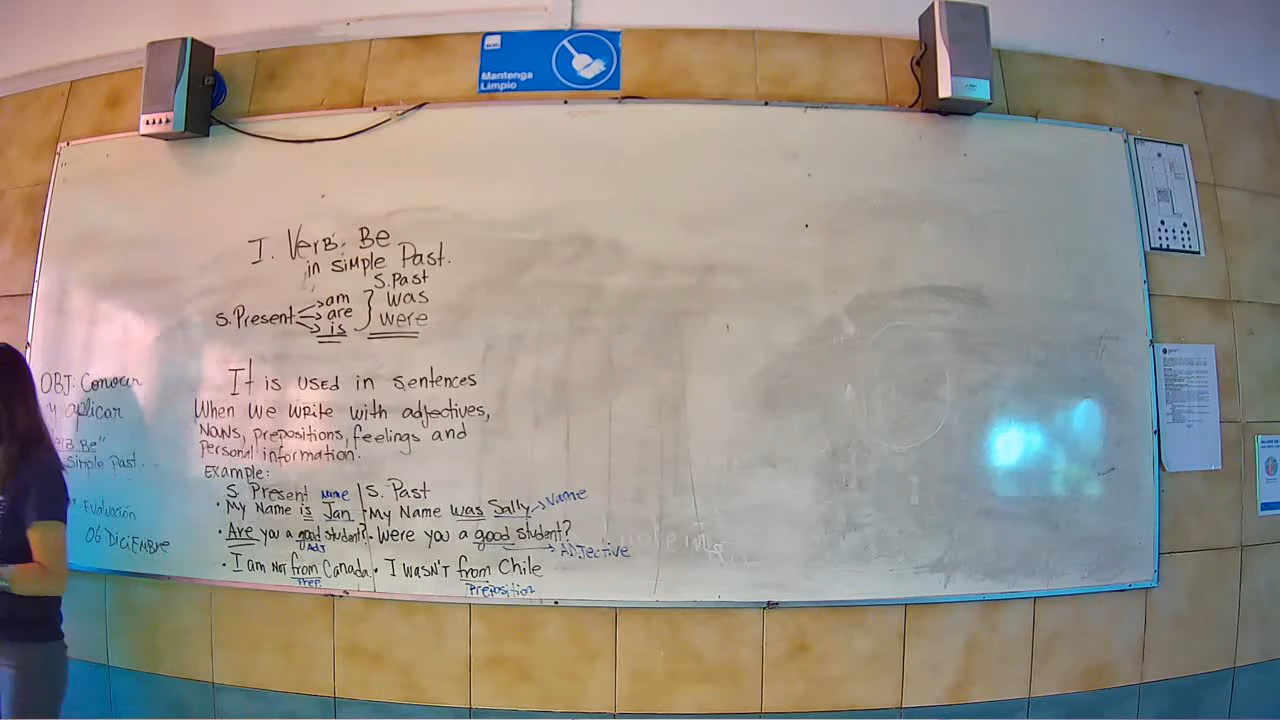 Mantenga
Limpio
I. Verb: Be
in simple Past.
S. Past
S. Present
am
are
is
was
were
OBJ: Conocer
y aplicar
Be"
Simple Past.
Evaluación
06 Diciembre
It is used in sentences
When we write with adjectives,
Nouns, prepositions, feelings and
personal information.
Example:
S. Present Name | S. Past
• My Name is Jan • My Name was Sally → Name
• Are you a good student? • Were you a good student?
Adj → Adjective
• I am not from Canada. • I wasn't from Chile
Prep. Preposition